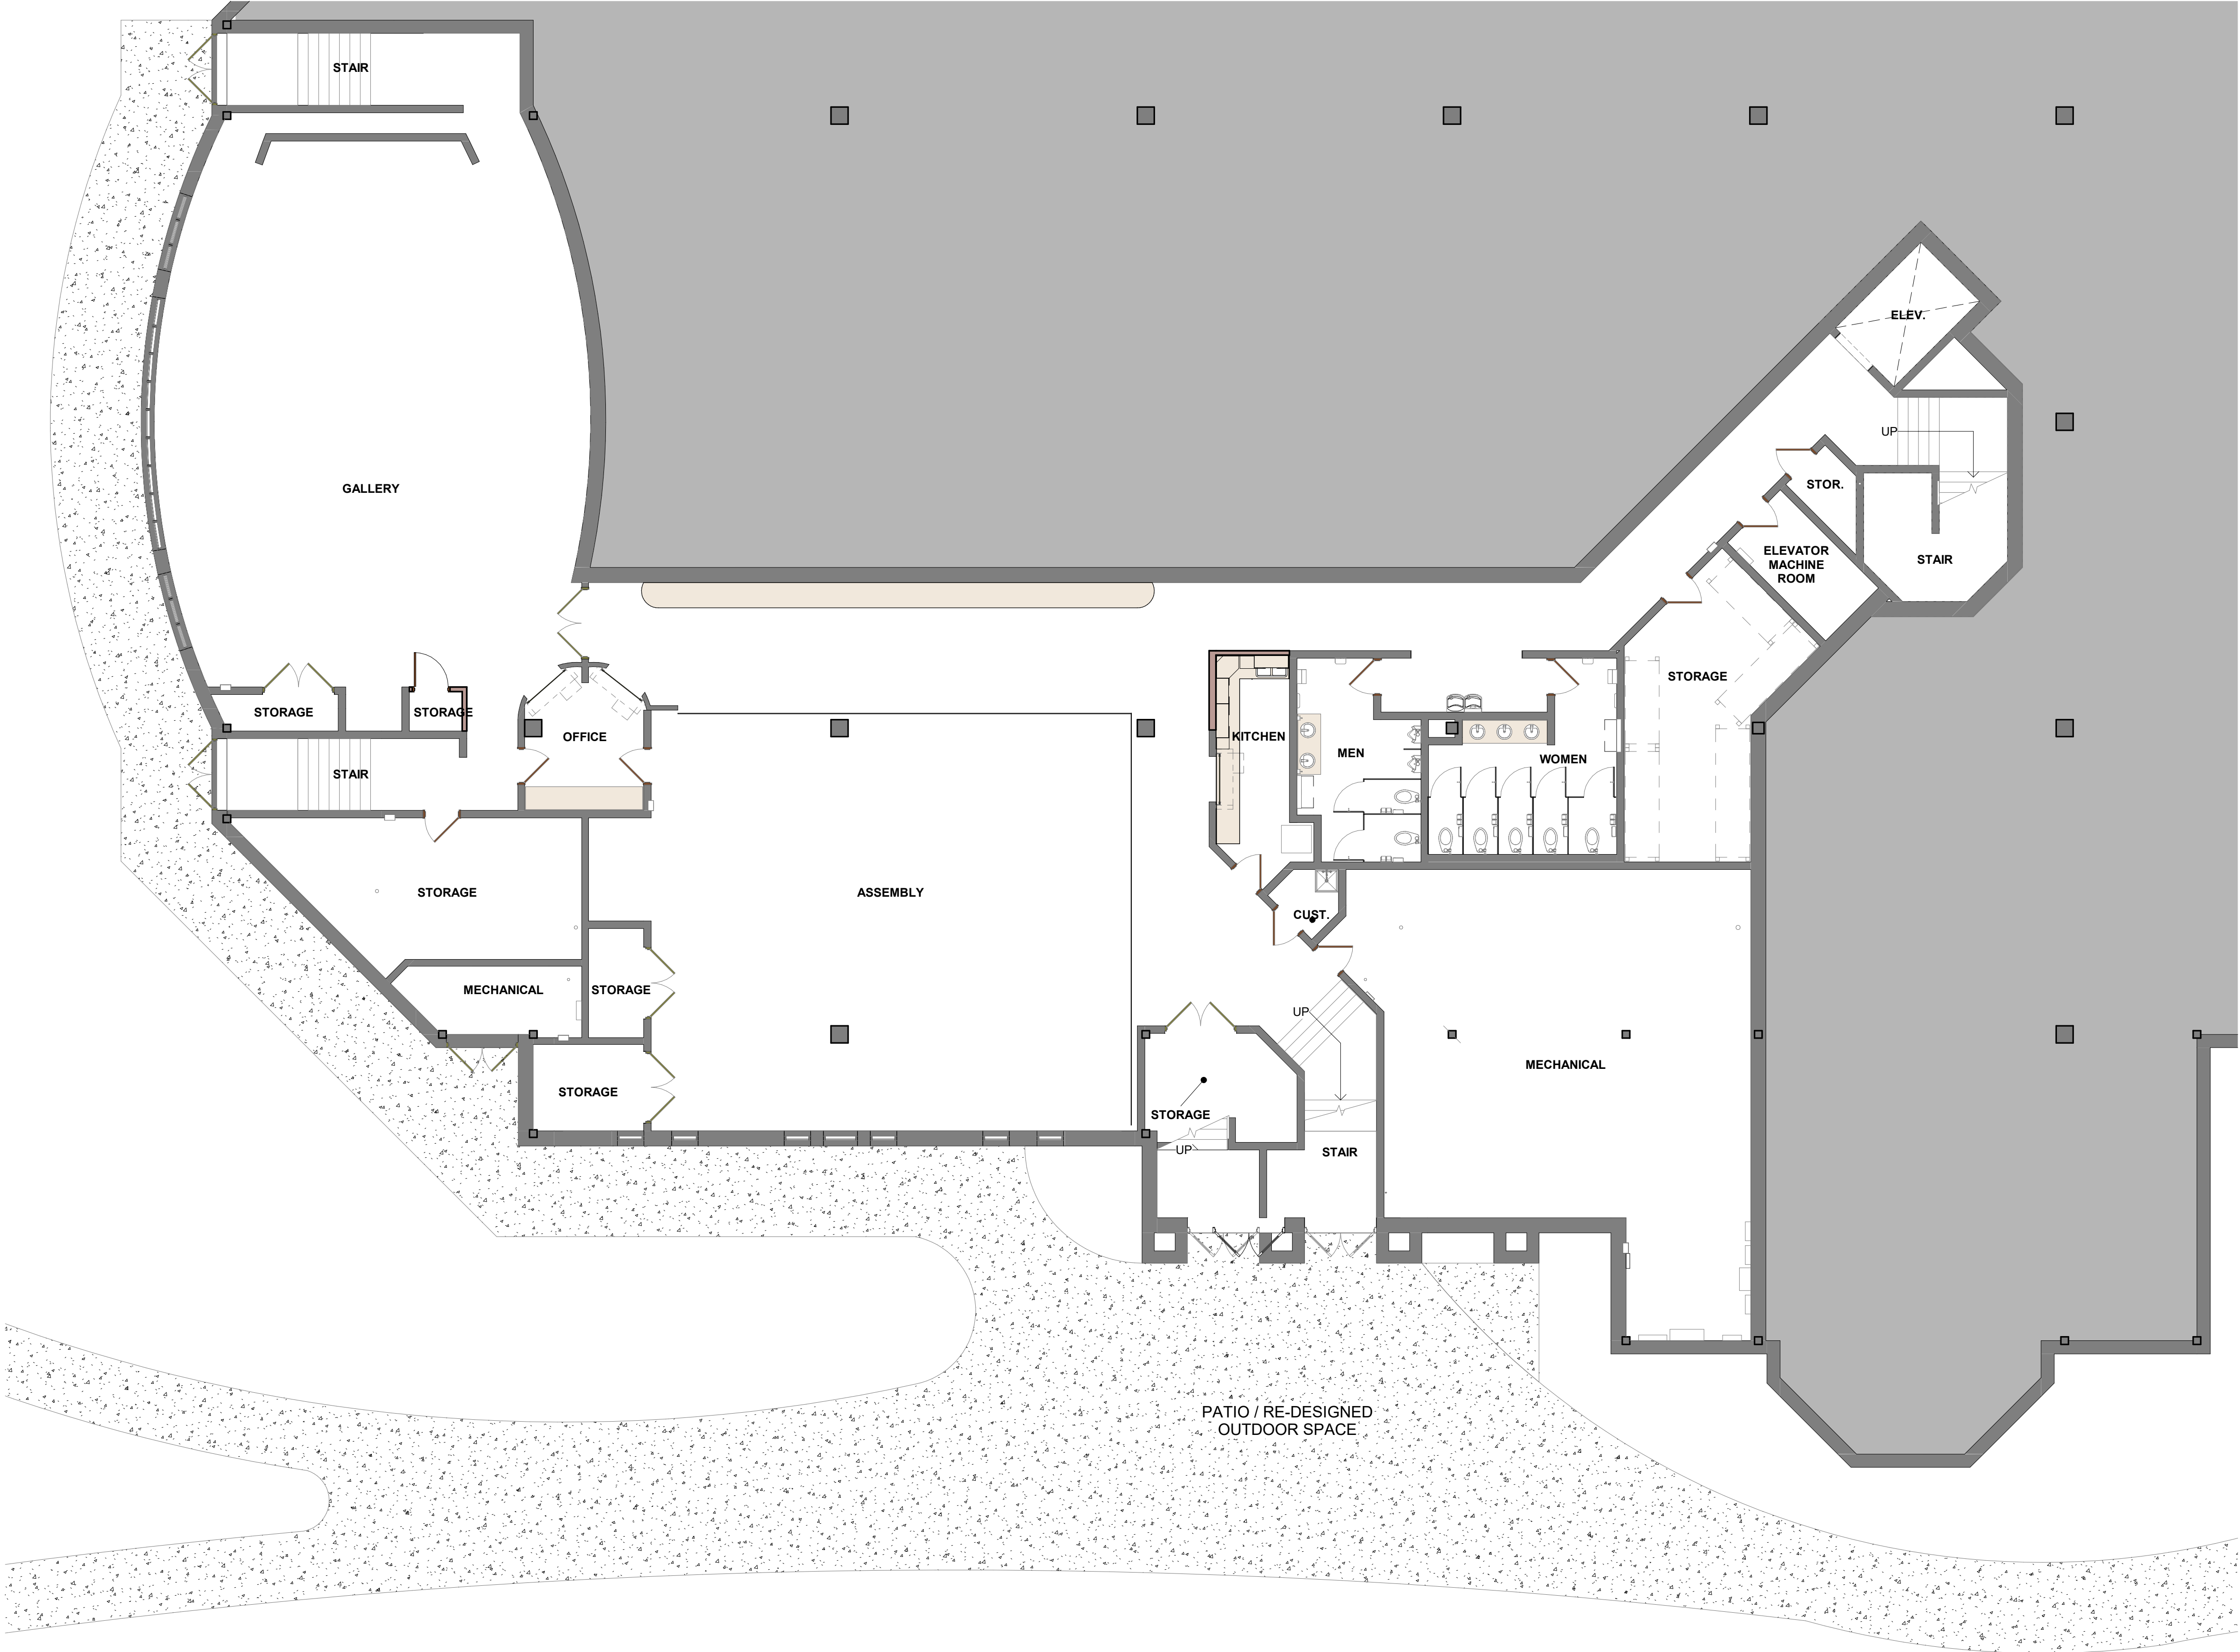 STAIR
ELEV.
UP
GALLERY
STOR.
ELEVATOR
MACHINE
ROOM
STAIR
STORAGE
STORAGE
STORAGE
OFFICE
KITCHEN
MEN
WOMEN
STAIR
STORAGE
ASSEMBLY
CUST.
MECHANICAL
STORAGE
UP
MECHANICAL
STORAGE
STORAGE
UP
STAIR
PATIO / RE-DESIGNED
OUTDOOR SPACE